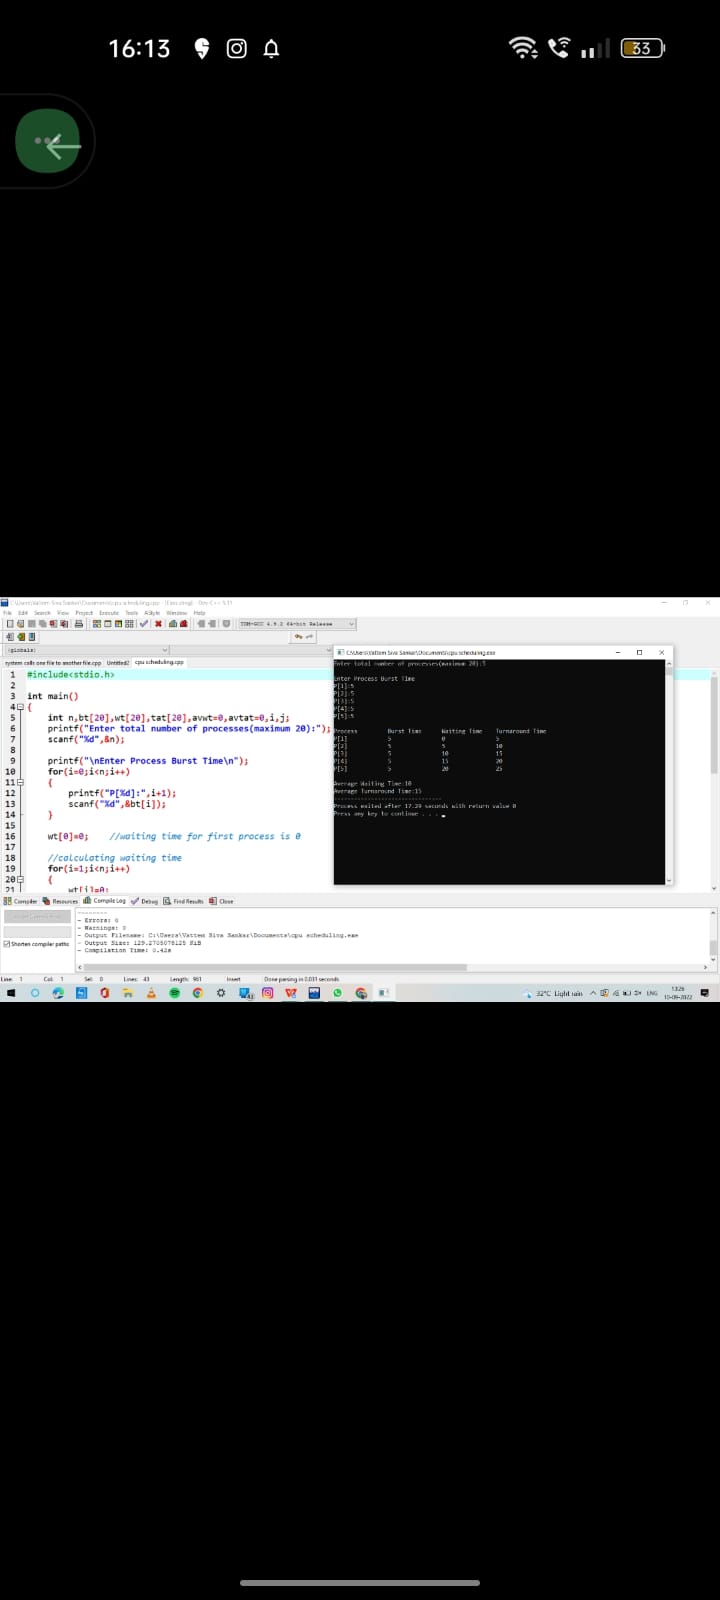 16:13
33
C:\Users\Vattem Siva Sankar\Documents\cpu scheduling.cpp - [Executing] - Dev-C++ 5.11
File Edit Search View Project Execute Tools AStyle Window Help
TDM-GCC 4.9.2 64-bit Release
(globals)
system calls one file to another file.cpp Untitled2 cpu scheduling.cpp
1 #include<stdio.h>
2
3 int main()
4 {
5 int n,bt[20],wt[20],tat[20],avwt=0,avtat=0,i,j;
6 printf("Enter total number of processes(maximum 20):");
7 scanf("%d",&n);
8
9 printf("\nEnter Process Burst Time\n");
10 for(i=0;i<n;i++)
11 {
12 printf("P[%d]:",i+1);
13 scanf("%d",&bt[i]);
14 }
15
16 wt[0]=0; //waiting time for first process is 0
17
18 //calculating waiting time
19 for(i=1;i<n;i++)
20 {
21 wt[i]=0;
C:\Users\Vattem Siva Sankar\Documents\cpu scheduling.exe
Enter total number of processes(maximum 20):5
Enter Process Burst Time
P[1]:5
P[2]:5
P[3]:5
P[4]:5
P[5]:5
Process Burst Time Waiting Time Turnaround Time
P[1] 5 0 5
P[2] 5 5 10
P[3] 5 10 15
P[4] 5 15 20
P[5] 5 20 25
Average Waiting Time:10
Average Turnaround Time:15
--------------------------------
Process exited after 17.29 seconds with return value 0
Press any key to continue . . .
Compiler Resources Compile Log Debug Find Results Close
Shorten compiler paths
--------
- Errors: 0
- Warnings: 0
- Output Filename: C:\Users\Vattem Siva Sankar\Documents\cpu scheduling.exe
- Output Size: 129.2705078125 KiB
- Compilation Time: 0.42s
Line: 1 Col: 1 Sel: 0 Lines: 43 Length: 961 Insert Done parsing in 0.031 seconds
32°C Light rain ENG 13:26
10-09-2022